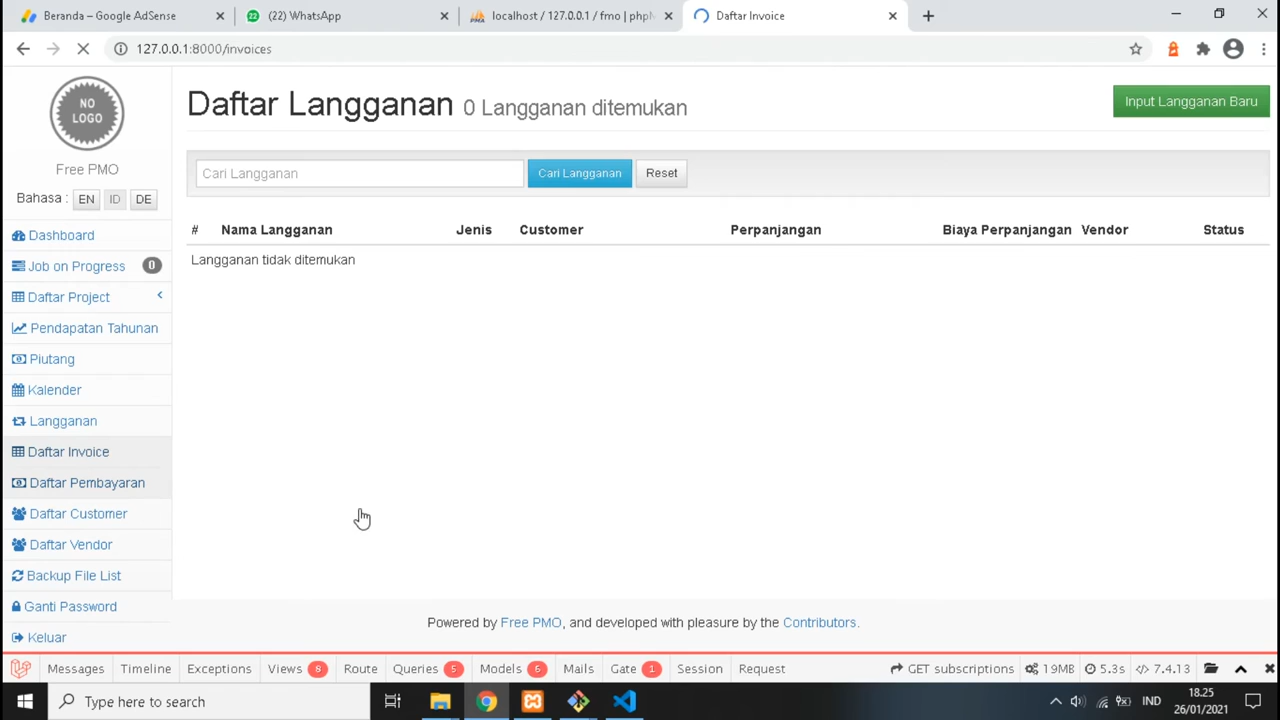 Beranda – Google AdSense
(22) WhatsApp
localhost / 127.0.0.1 / fmo | phpM
Daftar Invoice
127.0.0.1:8000/invoices
NO
LOGO
Free PMO
Bahasa : EN ID DE
Dashboard
Job on Progress 0
Daftar Project
Pendapatan Tahunan
Piutang
Kalender
Langganan
Daftar Invoice
Daftar Pembayaran
Daftar Customer
Daftar Vendor
Backup File List
Ganti Password
Keluar
Daftar Langganan 0 Langganan ditemukan
Input Langganan Baru
Cari Langganan Cari Langganan Reset
# Nama Langganan Jenis Customer Perpanjangan Biaya Perpanjangan Vendor Status
Langganan tidak ditemukan
Powered by Free PMO, and developed with pleasure by the Contributors.
Messages Timeline Exceptions Views 8 Route Queries 5 Models 6 Mails Gate 1 Session Request GET subscriptions 19MB 5.3s 7.4.13
Type here to search
IND
18.25
26/01/2021